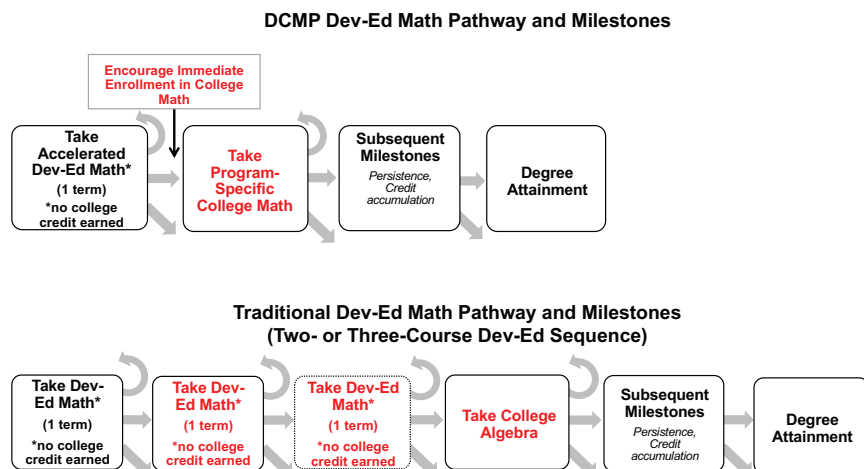 DCMP Dev-Ed Math Pathway and Milestones
Encourage Immediate
Enrollment in College
Math
Take
Accelerated
Dev-Ed Math*
(1 term)
*no college
credit earned
Take
Program-
Specific
College Math
Subsequent
Milestones
Persistence,
Credit
accumulation
Degree
Attainment
Traditional Dev-Ed Math Pathway and Milestones
(Two- or Three-Course Dev-Ed Sequence)
Take Dev-
Ed Math*
(1 term)
*no college
credit earned
Take Dev-
Ed Math*
(1 term)
*no college
credit earned
Take Dev-Ed
Math*
(1 term)
*no college
credit earned
Take College
Algebra
Subsequent
Milestones
Persistence,
Credit
accumulation
Degree
Attainment